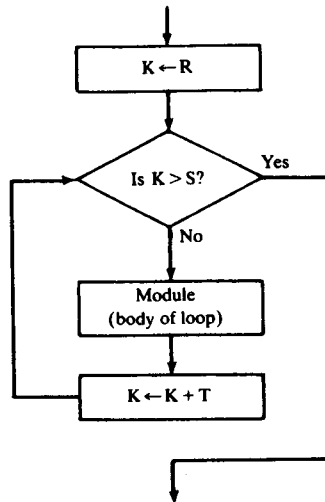 K ← R
Is K > S?
Yes
No
Module
(body of loop)
K ← K + T